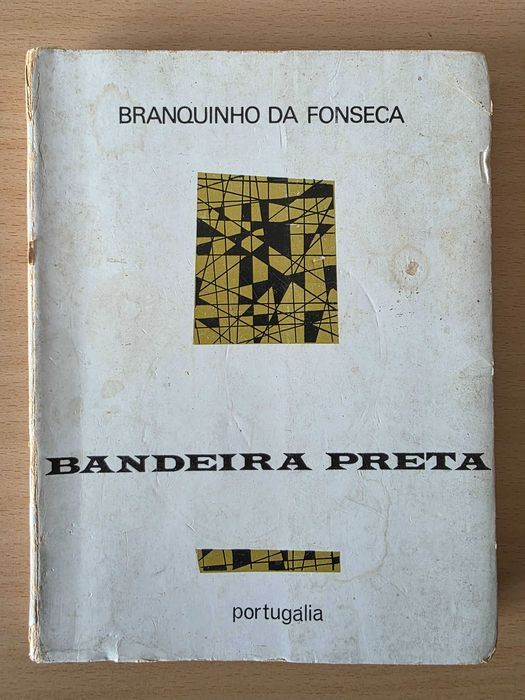 BRANQUINHO DA FONSECA
BANDEIRA PRETA
portugália